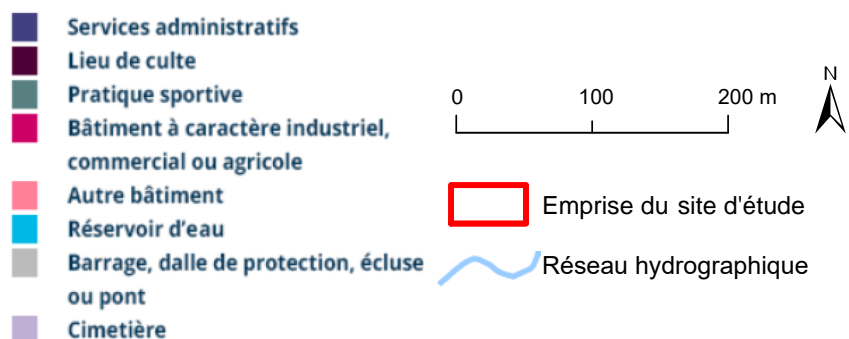 Services administratifs
Lieu de culte
Pratique sportive
Bâtiment à caractère industriel,
commercial ou agricole
Autre bâtiment
Réservoir d'eau
Barrage, dalle de protection, écluse
ou pont
Cimetière
0 100 200 m
N
Emprise du site d'étude
Réseau hydrographique